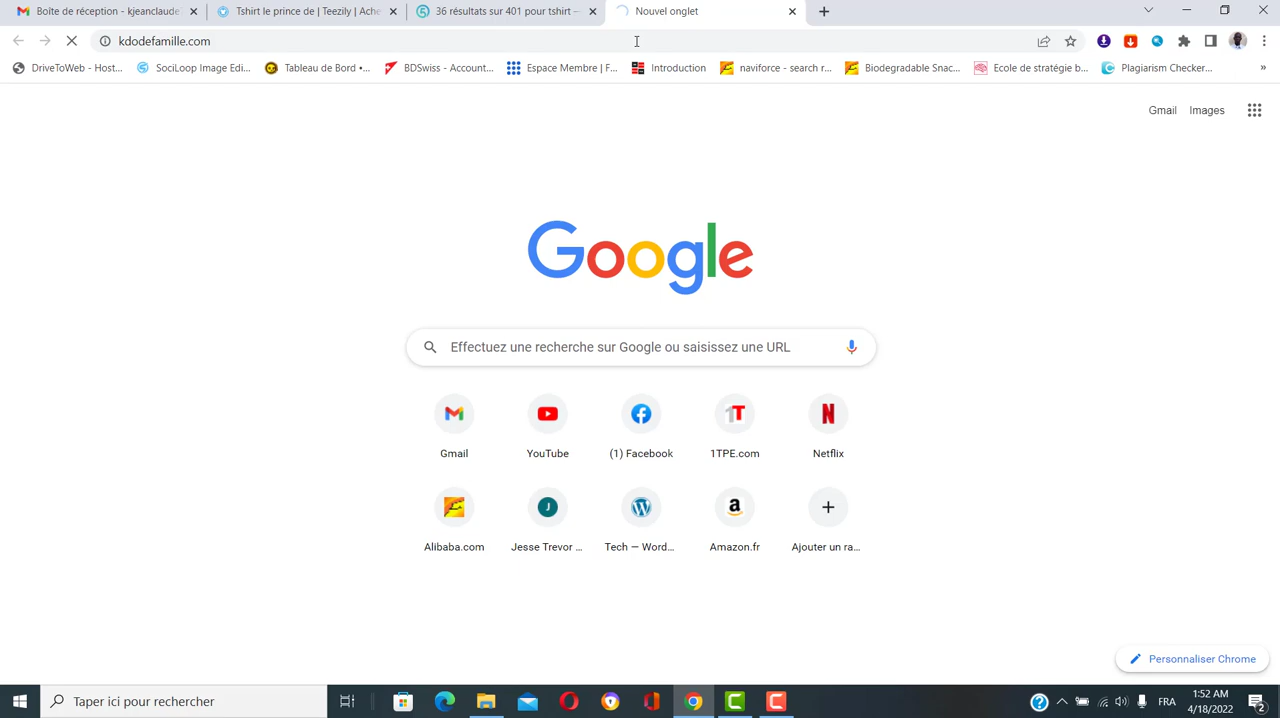 Boîte de réception - kjeanclaude
Tshirt le prince de | Teezily | Ache
36 résultats sur 401 pour tshirt –
Nouvel onglet
kdodefamille.com
DriveToWeb - Host...
SociLoop Image Edi...
Tableau de Bord •...
BDSwiss - Account...
Espace Membre | F...
Introduction
naviforce - search r...
Biodegradable Snac...
Ecole de stratégie b...
Plagiarism Checker...
»
Gmail Images
Google
Effectuez une recherche sur Google ou saisissez une URL
Gmail YouTube (1) Facebook 1TPE.com Netflix
Alibaba.com Jesse Trevor ... Tech — Word... Amazon.fr Ajouter un ra...
Personnaliser Chrome
Taper ici pour rechercher
FRA
1:52 AM
4/18/2022
2